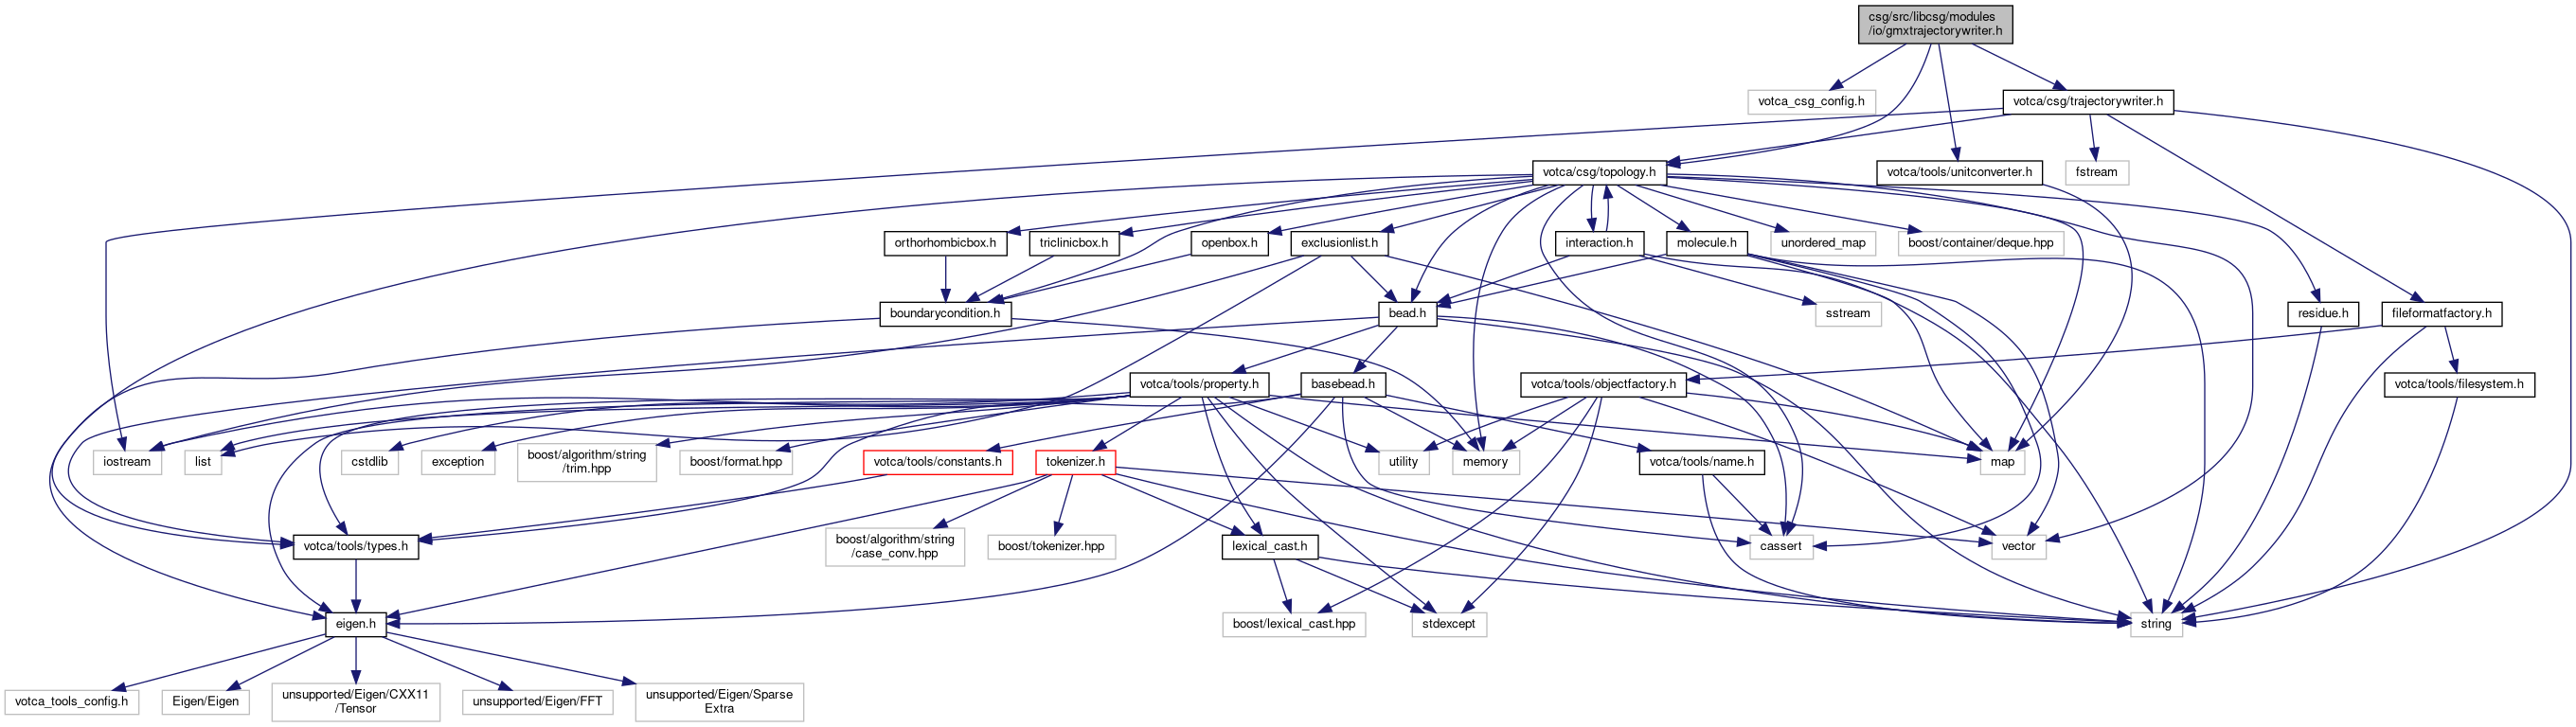 csg/src/libcsg/modules
/io/gmxtrajectorywriter.h
votca_csg_config.h
votca/csg/trajectorywriter.h
votca/csg/topology.h
votca/tools/unitconverter.h
fstream
orthorhombicbox.h
triclinicbox.h
openbox.h
exclusionlist.h
interaction.h
molecule.h
unordered_map
boost/container/deque.hpp
boundarycondition.h
bead.h
sstream
residue.h
fileformatfactory.h
votca/tools/property.h
basebead.h
votca/tools/objectfactory.h
votca/tools/filesystem.h
iostream
list
cstdlib
exception
boost/algorithm/string
/trim.hpp
boost/format.hpp
votca/tools/constants.h
tokenizer.h
utility
memory
votca/tools/name.h
map
votca/tools/types.h
boost/algorithm/string
/case_conv.hpp
boost/tokenizer.hpp
lexical_cast.h
cassert
vector
eigen.h
boost/lexical_cast.hpp
stdexcept
string
votca_tools_config.h
Eigen/Eigen
unsupported/Eigen/CXX11
/Tensor
unsupported/Eigen/FFT
unsupported/Eigen/Sparse
Extra